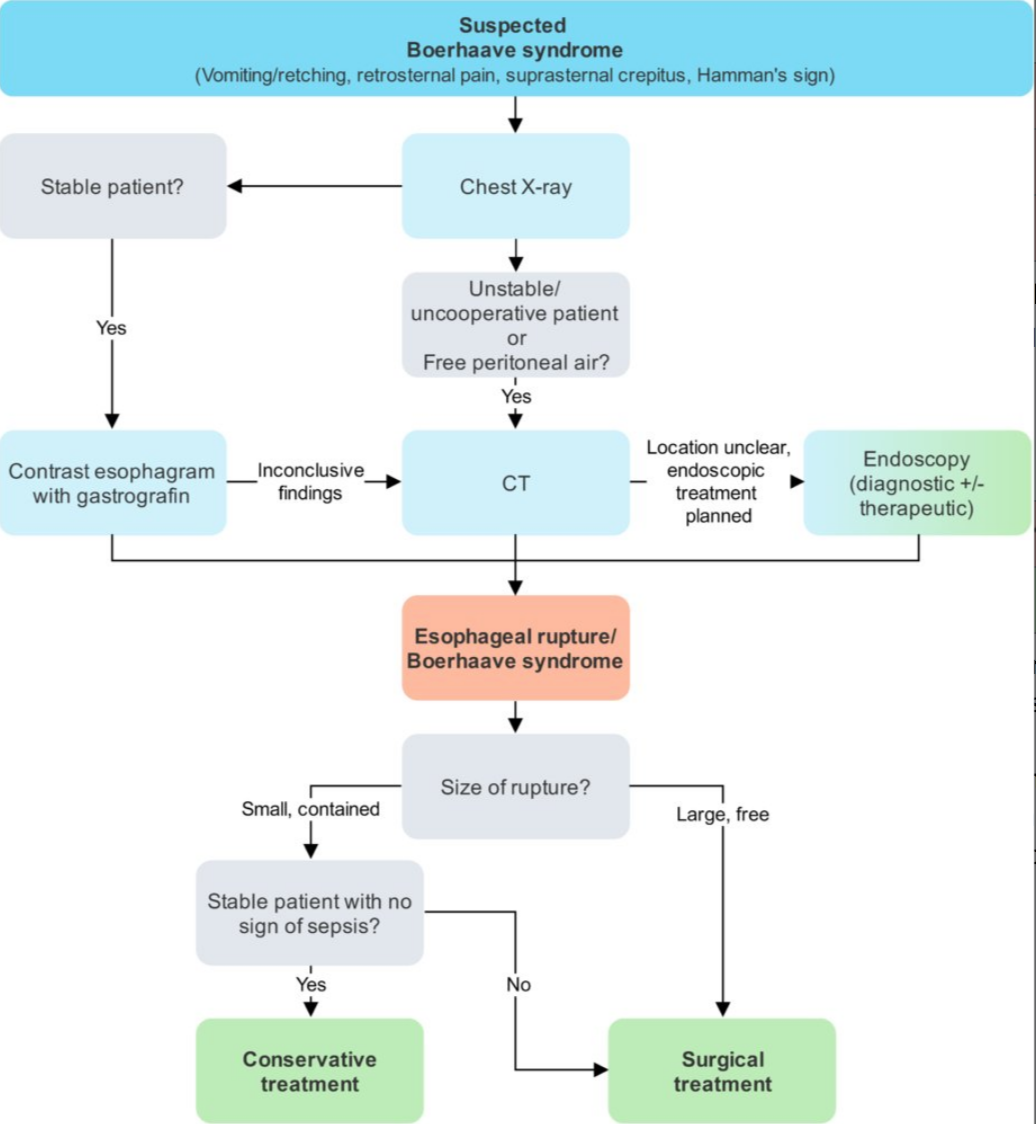 Suspected
Boerhaave syndrome
(Vomiting/retching, retrosternal pain, suprasternal crepitus, Hamman's sign)
Stable patient?
Chest X-ray
Unstable/
uncooperative patient
or
Free peritoneal air?
Yes
Yes
Contrast esophagram
with gastrografin
Inconclusive
findings
CT
Location unclear,
endoscopic
treatment
planned
Endoscopy
(diagnostic +/-
therapeutic)
Esophageal rupture/
Boerhaave syndrome
Size of rupture?
Small, contained
Large, free
Stable patient with no
sign of sepsis?
Yes
No
Conservative
treatment
Surgical
treatment